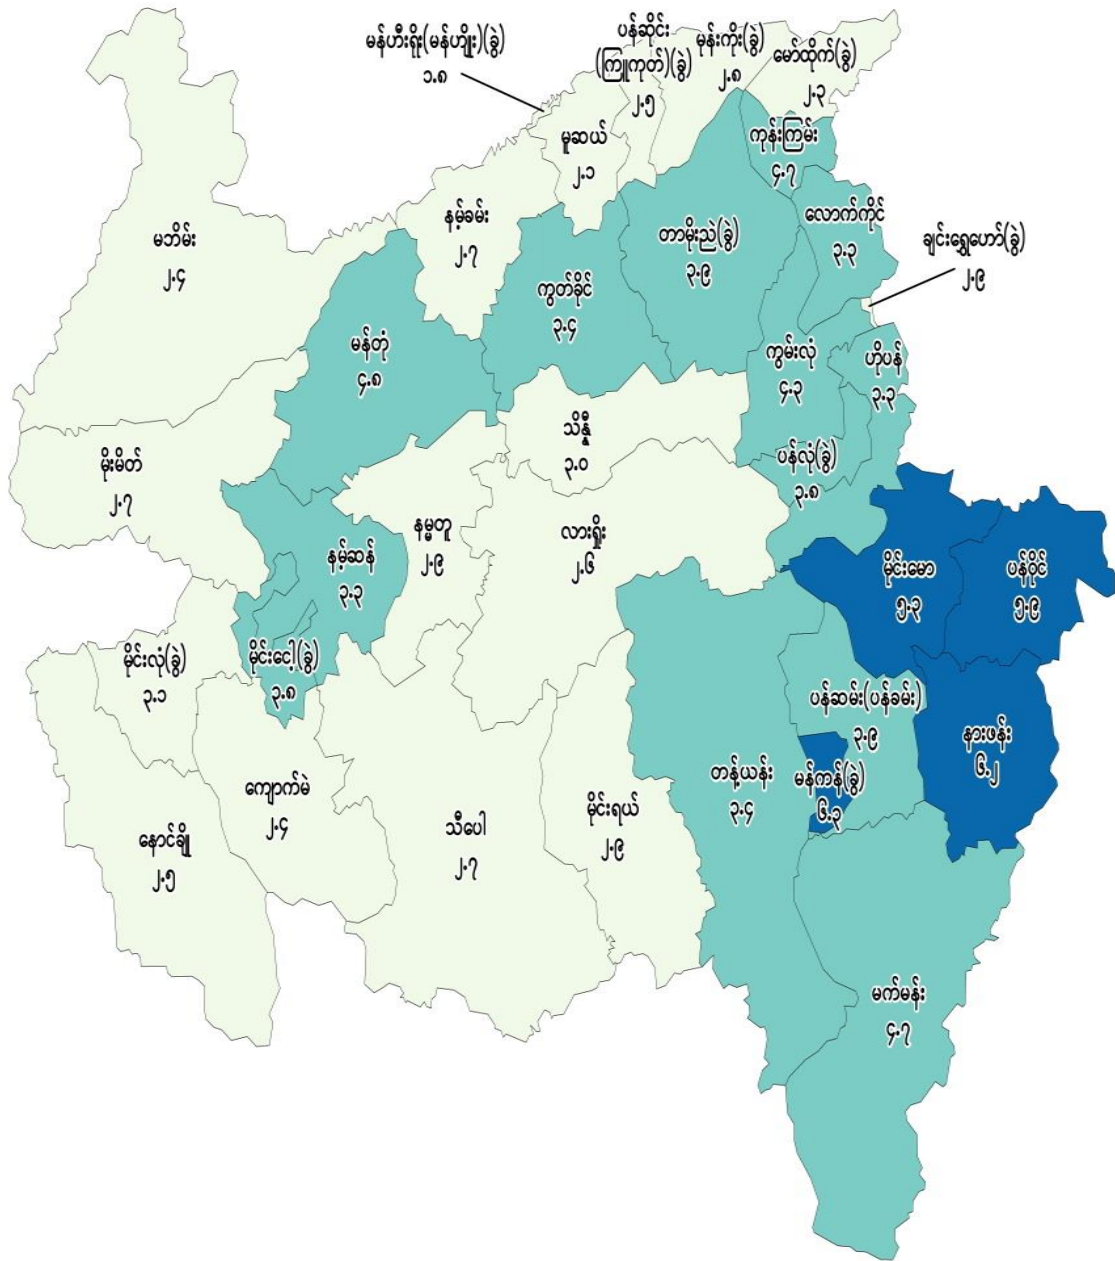 မန်ဟီးရိုး(မန်ဟျိုး)(ခွဲ)
၁.၈
ပန်ဆိုင်း
(ကြူကုတ်)(ခွဲ)
၂.၅
မုန်းကိုး(ခွဲ)
၂.၈
မော်ထိုက်(ခွဲ)
၂.၃
မူဆယ်
၂.၁
ကုန်းကြမ်း
၄.၇
မဘိမ်း
၂.၄
နမ့်ခမ်း
၂.၇
တာမိုးညဲ(ခွဲ)
၃.၉
လောက်ကိုင်
၃.၃
ချင်းရွှေဟော်(ခွဲ)
၂.၉
ကွတ်ခိုင်
၃.၄
မန်တုံ
၄.၈
ကွမ်းလုံ
၄.၃
ဟိုပန်
၃.၃
သိန္နီ
၃.၀
မိုးမိတ်
၂.၇
ပန်လုံ(ခွဲ)
၃.၈
နမ္မတူ
၂.၉
လားရှိုး
၂.၆
နမ့်ဆန်
၃.၃
မိုင်းမော
၅.၃
ပန်ဝိုင်
၅.၉
မိုင်းလုံ(ခွဲ)
၃.၁
မိုင်းငေါ့(ခွဲ)
၃.၈
ပန်ဆမ်း(ပန်ခမ်း)
၃.၉
နားဖန်း
၆.၂
တန့်ယန်း
၃.၄
မန်ကန်(ခွဲ)
၆.၃
ကျောက်မဲ
၂.၄
သီပေါ
၂.၇
မိုင်းရယ်
၂.၉
နောင်ချို
၂.၅
မက်မန်း
၄.၇